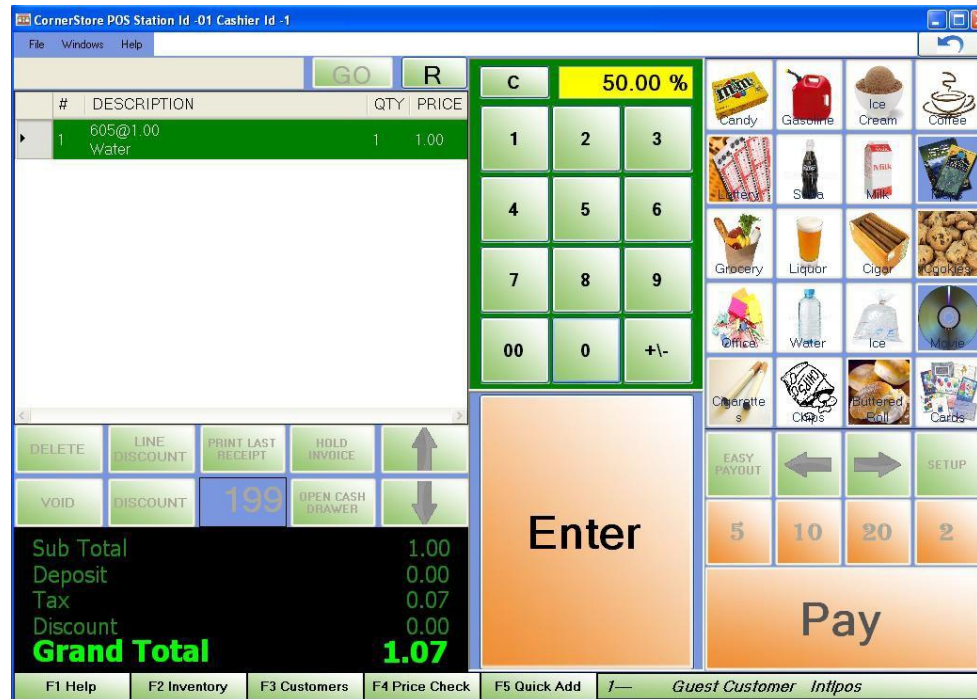 CornerStore POS Station Id -01 Cashier Id -1
File Windows Help
GO R
# DESCRIPTION QTY PRICE
1 605@1.00 1 1.00
Water
DELETE LINE DISCOUNT PRINT LAST RECEIPT HOLD INVOICE
VOID DISCOUNT 199 OPEN CASH DRAWER
Sub Total 1.00
Deposit 0.00
Tax 0.07
Discount 0.00
Grand Total 1.07
C 50.00 %
1 2 3
4 5 6
7 8 9
00 0 +\-
Enter
Candy Gasoline Ice Cream Coffee
Lottery Soda Milk Maps
Grocery Liquor Cigar Cookies
Office Water Ice Movie
Cigarettes Chips Buttered Roll Cards
EASY PAYOUT SETUP
5 10 20 2
Pay
F1 Help F2 Inventory F3 Customers F4 Price Check F5 Quick Add 1— Guest Customer Intlpos